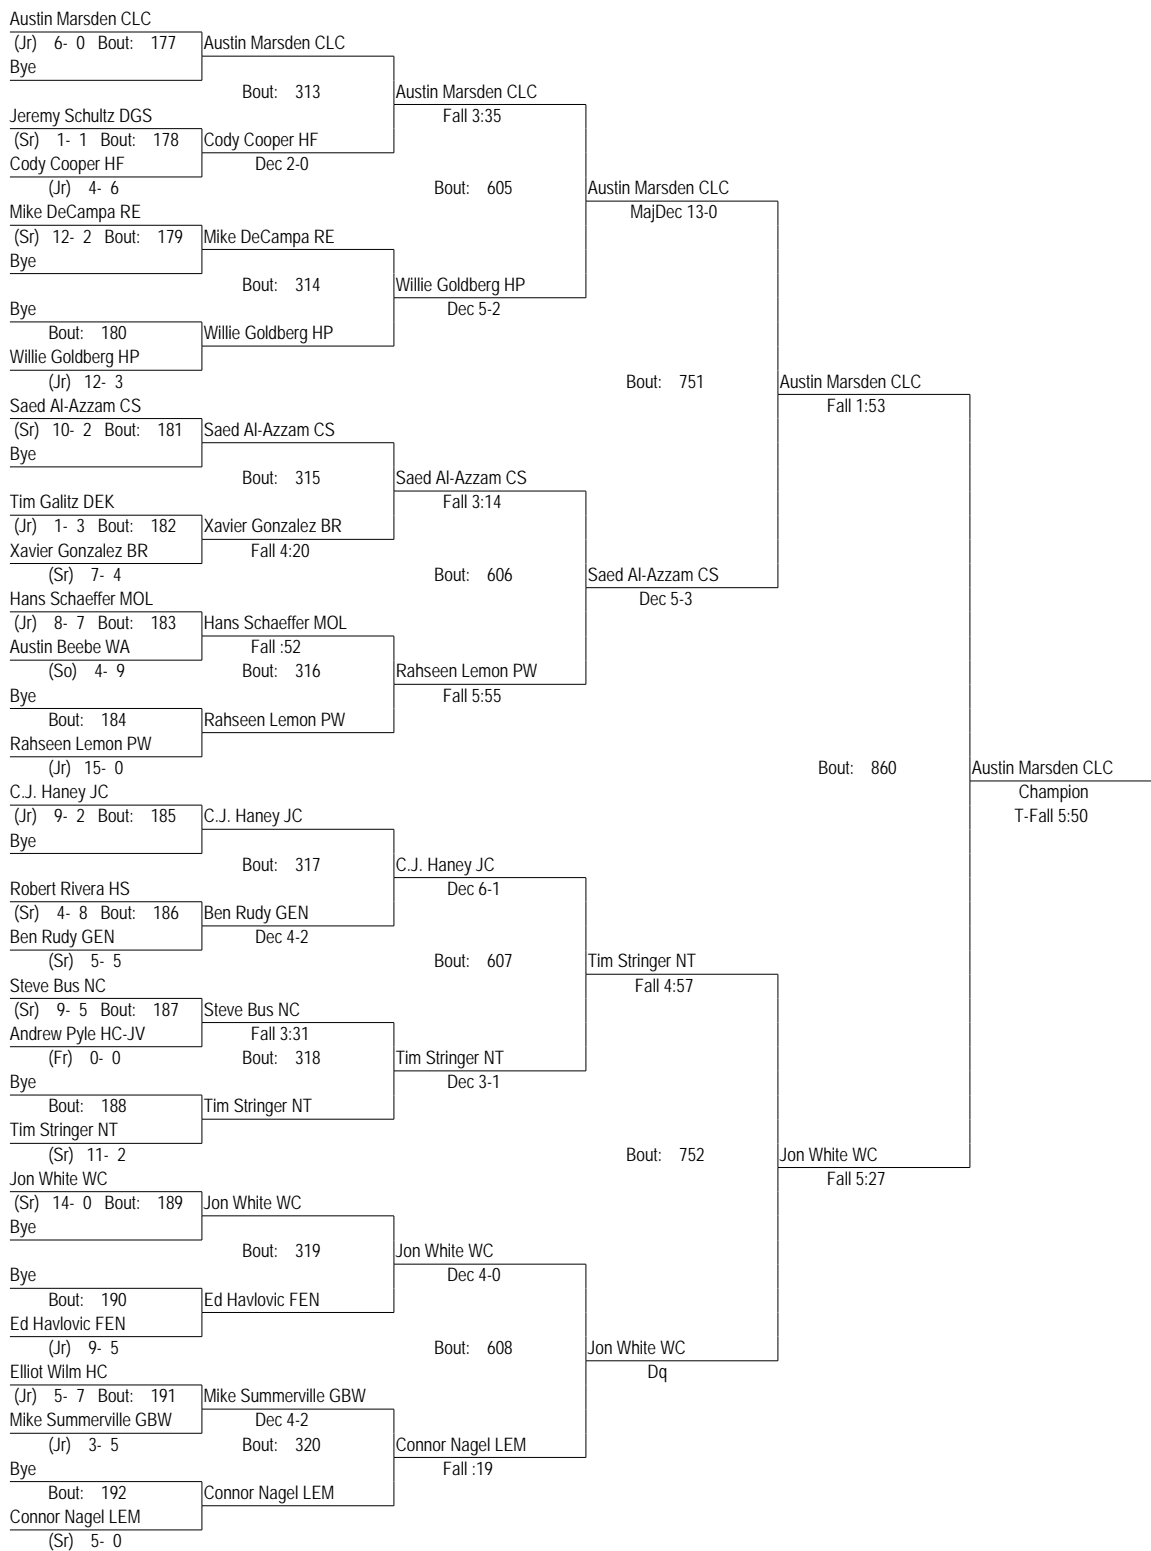 Austin Marsden CLC
(Jr) 6- 0 Bout: 177 Austin Marsden CLC
Bye
Bout: 313 Austin Marsden CLC
Jeremy Schultz DGS Fall 3:35
(Sr) 1- 1 Bout: 178 Cody Cooper HF
Cody Cooper HF Dec 2-0
(Jr) 4- 6 Bout: 605 Austin Marsden CLC
Mike DeCampa RE MajDec 13-0
(Sr) 12- 2 Bout: 179 Mike DeCampa RE
Bye
Bout: 314 Willie Goldberg HP
Bye Dec 5-2
Bout: 180 Willie Goldberg HP
Willie Goldberg HP
(Jr) 12- 3 Bout: 751 Austin Marsden CLC
Saed Al-Azzam CS Fall 1:53
(Sr) 10- 2 Bout: 181 Saed Al-Azzam CS
Bye
Bout: 315 Saed Al-Azzam CS
Tim Galitz DEK Fall 3:14
(Jr) 1- 3 Bout: 182 Xavier Gonzalez BR
Xavier Gonzalez BR Fall 4:20
(Sr) 7- 4 Bout: 606 Saed Al-Azzam CS
Hans Schaeffer MOL Dec 5-3
(Jr) 8- 7 Bout: 183 Hans Schaeffer MOL
Austin Beebe WA Fall :52
(So) 4- 9 Bout: 316 Rahseen Lemon PW
Bye Fall 5:55
Bout: 184 Rahseen Lemon PW
Rahseen Lemon PW
(Jr) 15- 0 Bout: 860 Austin Marsden CLC
C.J. Haney JC Champion
(Jr) 9- 2 Bout: 185 C.J. Haney JC T-Fall 5:50
Bye
Bout: 317 C.J. Haney JC
Robert Rivera HS Dec 6-1
(Sr) 4- 8 Bout: 186 Ben Rudy GEN
Ben Rudy GEN Dec 4-2
(Sr) 5- 5 Bout: 607 Tim Stringer NT
Steve Bus NC Fall 4:57
(Sr) 9- 5 Bout: 187 Steve Bus NC
Andrew Pyle HC-JV Fall 3:31
(Fr) 0- 0 Bout: 318 Tim Stringer NT
Bye Dec 3-1
Bout: 188 Tim Stringer NT
Tim Stringer NT
(Sr) 11- 2 Bout: 752 Jon White WC
Jon White WC Fall 5:27
(Sr) 14- 0 Bout: 189 Jon White WC
Bye
Bout: 319 Jon White WC
Bye Dec 4-0
Bout: 190 Ed Havlovic FEN
Ed Havlovic FEN
(Jr) 9- 5 Bout: 608 Jon White WC
Elliot Wilm HC Dq
(Jr) 5- 7 Bout: 191 Mike Summerville GBW
Mike Summerville GBW Dec 4-2
(Jr) 3- 5 Bout: 320 Connor Nagel LEM
Bye Fall :19
Bout: 192 Connor Nagel LEM
Connor Nagel LEM
(Sr) 5- 0